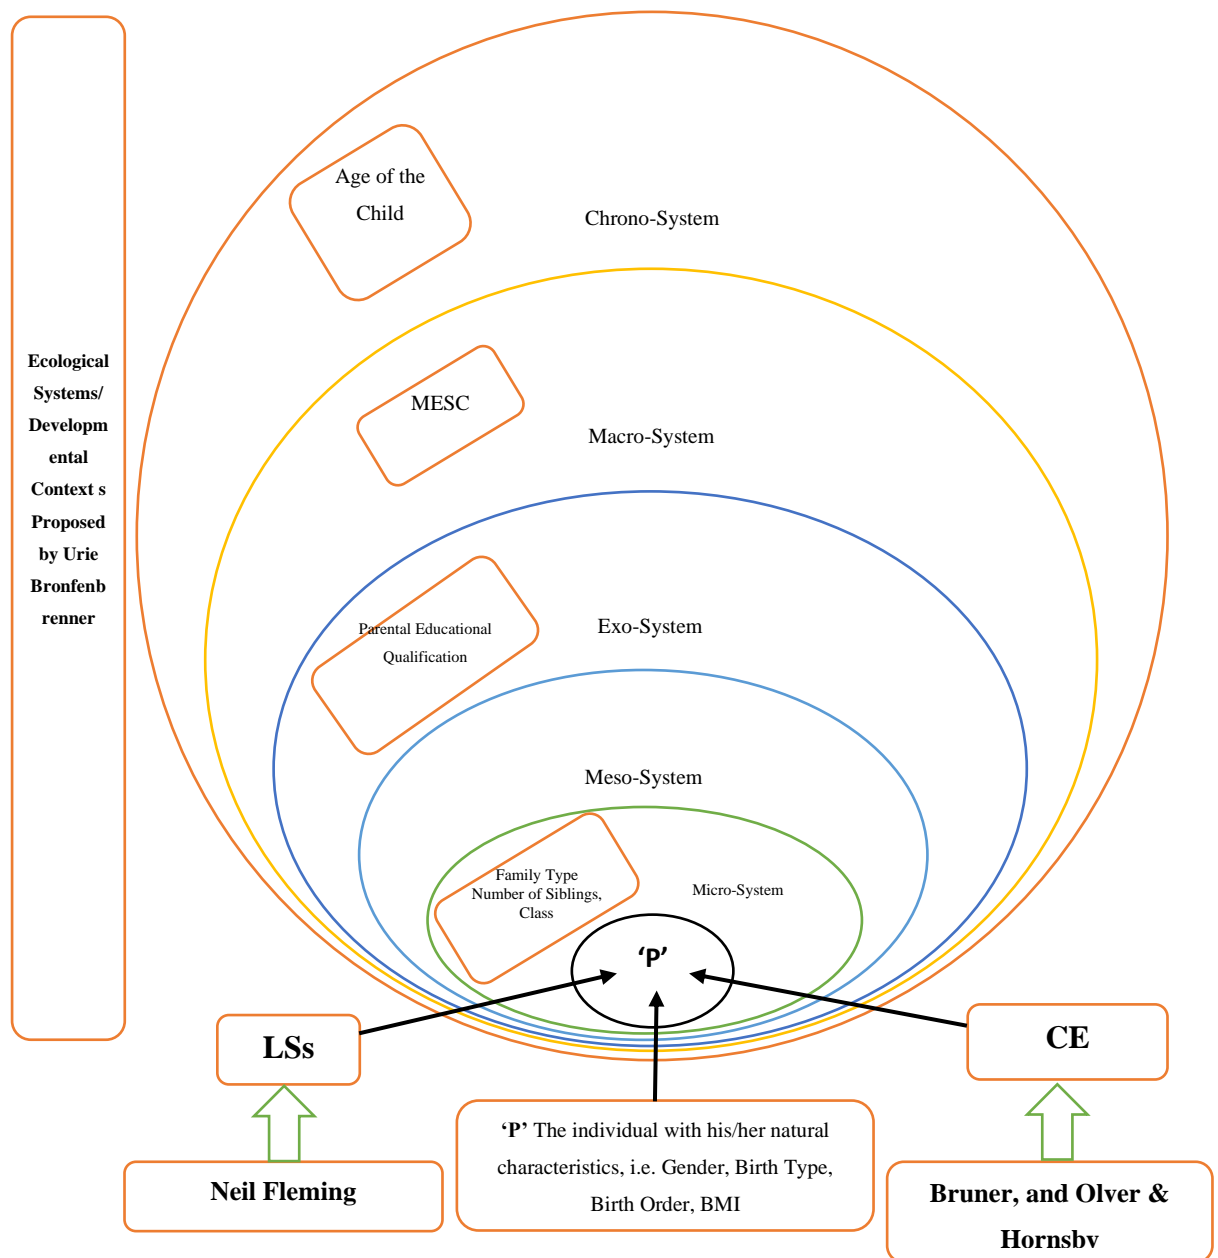 Ecological
Systems/
Developm
ental
Context s
Proposed
by Urie
Bronfenb
renner
Age of the
Child
Chrono-System
MESC
Macro-System
Parental Educational
Qualification
Exo-System
Meso-System
Family Type
Number of Siblings,
Class
Micro-System
‘P’
LSs
CE
Neil Fleming
‘P’ The individual with his/her natural
characteristics, i.e. Gender, Birth Type,
Birth Order, BMI
Bruner, and Olver &
Hornsby